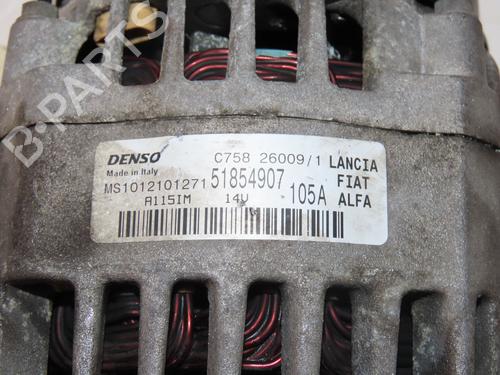 B-PARTS
DENSO C758 26009/1 LANCIA
Made in Italy
MS1012101271 51854907 FIAT
A115IM 14V 105A ALFA